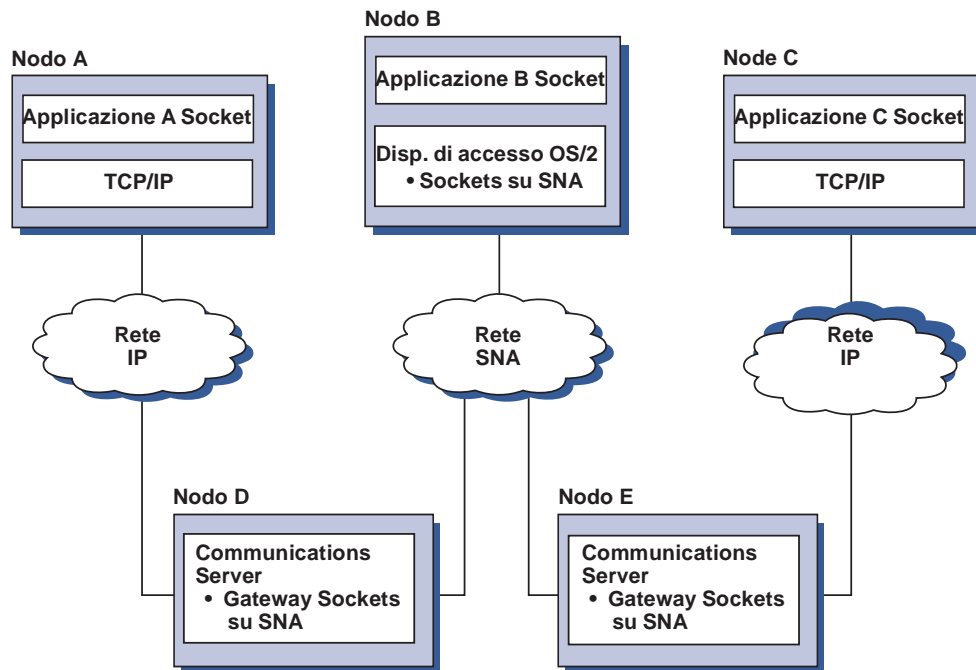 Nodo A
Applicazione A Socket
TCP/IP
Nodo B
Applicazione B Socket
Disp. di accesso OS/2
• Sockets su SNA
Node C
Applicazione C Socket
TCP/IP
Rete
IP
Rete
SNA
Rete
IP
Nodo D
Communications
Server
• Gateway Sockets
su SNA
Nodo E
Communications
Server
• Gateway Sockets
su SNA